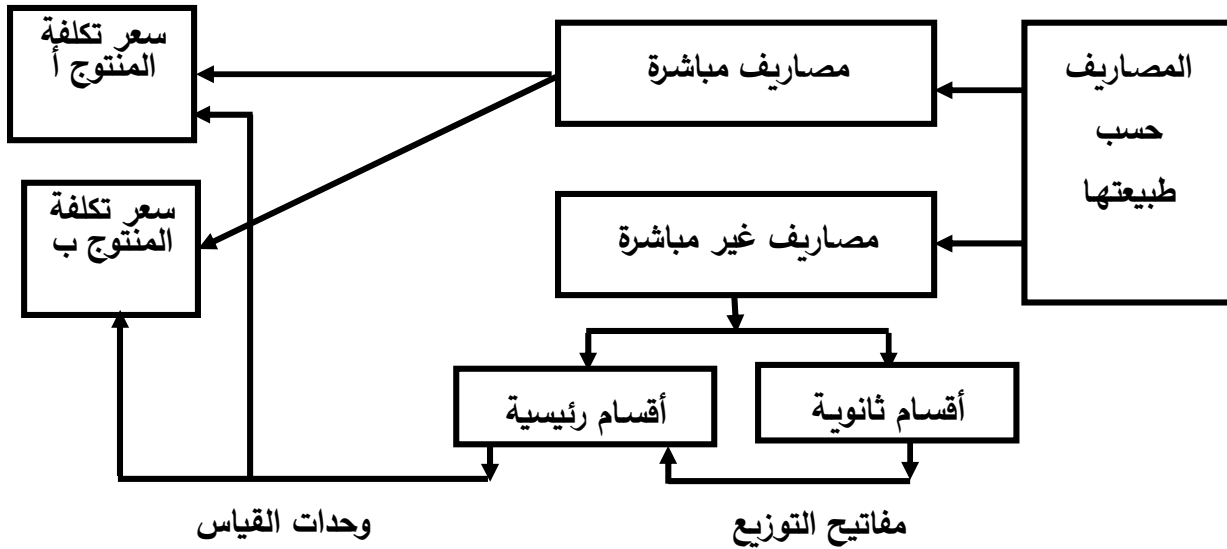 المصاريف
حسب
طبيعتها
مصاريف مباشرة
سعر تكلفة
المنتوج أ
مصاريف غير مباشرة
سعر تكلفة
المنتوج ب
أقسام ثانوية
أقسام رئيسية
مفاتيح التوزيع
وحدات القياس